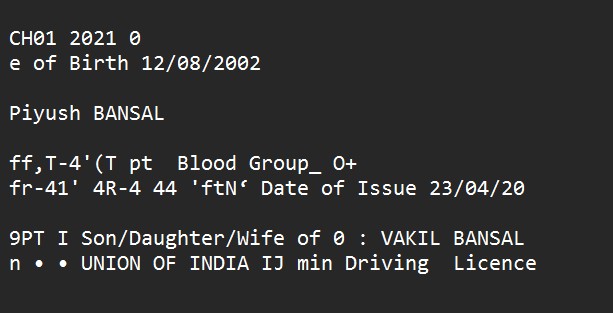 CH01 2021 0
e of Birth 12/08/2002
Piyush BANSAL
ff,T-4'(T pt  Blood Group_ O+
fr-41' 4R-4 44 'ftN‘ Date of Issue 23/04/20
9PT I Son/Daughter/Wife of 0 : VAKIL BANSAL
n • • UNION OF INDIA IJ min Driving  Licence